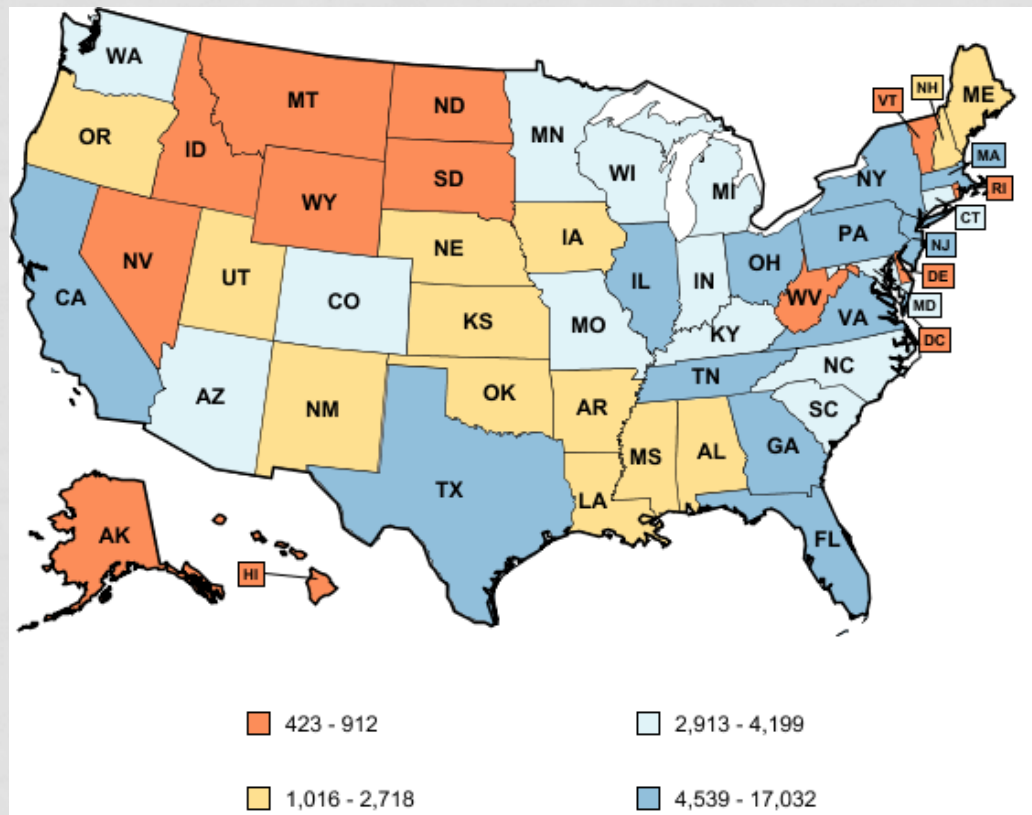 WA
MT
ND
MN
VT
NH
ME
OR
ID
SD
WI
MI
NY
MA
RI
WY
CT
NE
IA
PA
NJ
NV
UT
CO
IL
IN
OH
WV
DE
CA
KS
MO
KY
VA
MD
DC
AZ
NM
OK
AR
TN
NC
SC
MS
AL
GA
TX
LA
FL
AK
HI
423 - 912
2,913 - 4,199
1,016 - 2,718
4,539 - 17,032